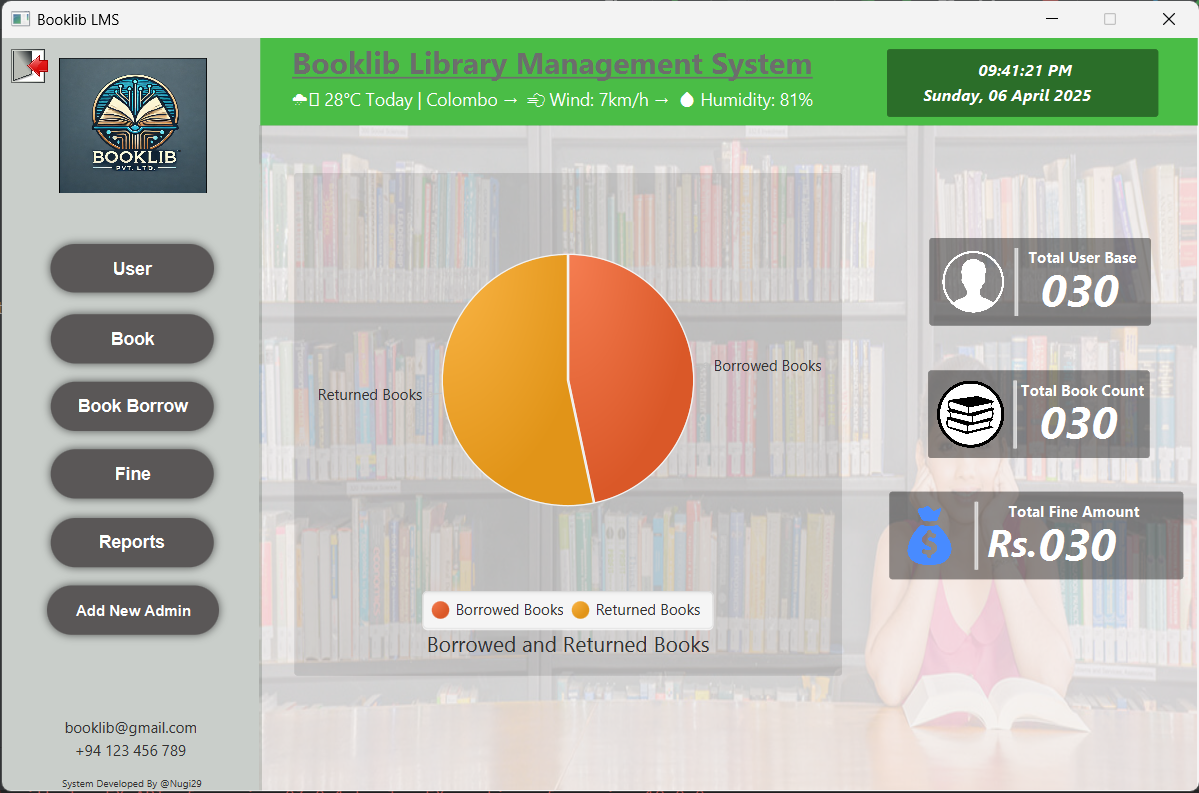 Booklib LMS
BOOKLIB
PVT. LTD.
User
Book
Book Borrow
Fine
Reports
Add New Admin
booklib@gmail.com
+94 123 456 789
System Developed By @Nugi29
Booklib Library Management System
28°C Today | Colombo → Wind: 7km/h → Humidity: 81%
09:41:21 PM
Sunday, 06 April 2025
Returned Books
Borrowed Books
Borrowed Books Returned Books
Borrowed and Returned Books
Total User Base
030
Total Book Count
030
Total Fine Amount
Rs.030